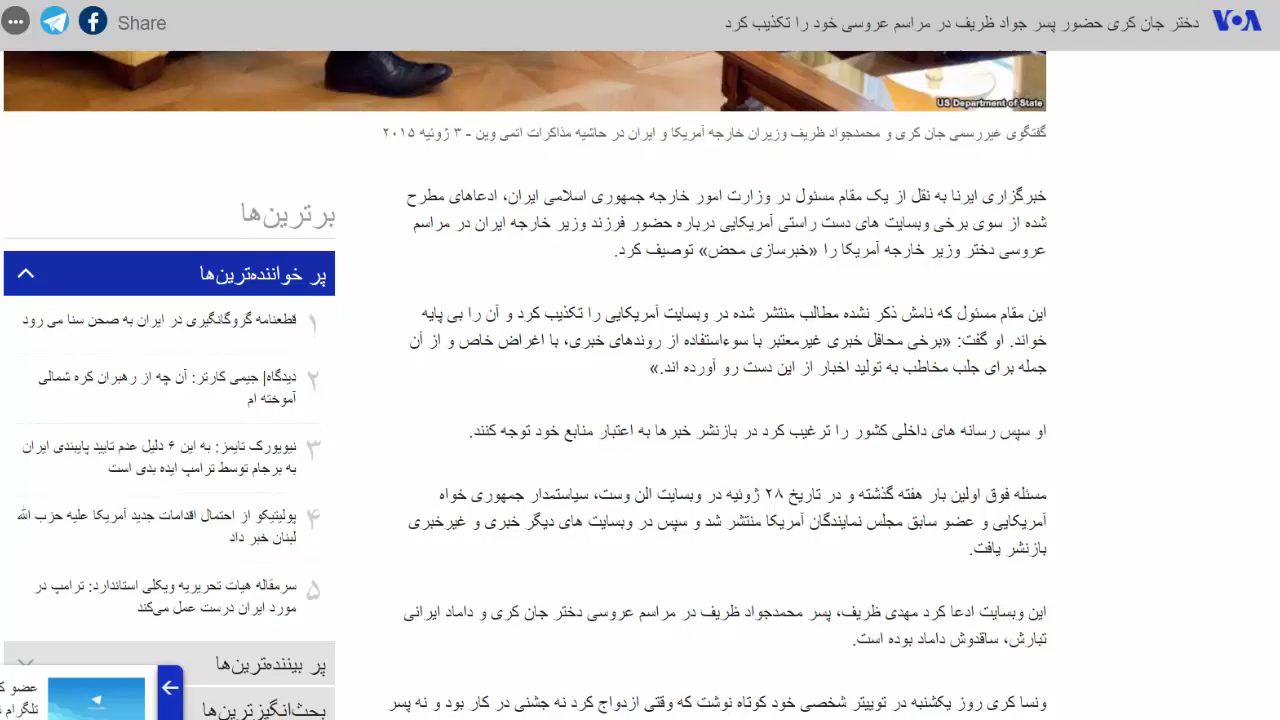 VOA
دختر جان کری حضور پسر جواد ظریف در مراسم عروسی خود را تکذیب کرد
Share
US Department of State
گفتگوی غیررسمی جان کری و محمدجواد ظریف وزیران خارجه آمریکا و ایران در حاشیه مذاکرات اتمی وین - ۳ ژوئیه ۲۰۱۵
خبرگزاری ایرنا به نقل از یک مقام مسئول در وزارت امور خارجه جمهوری اسلامی ایران، ادعاهای مطرح
شده از سوی برخی وبسایت های دست راستی آمریکایی درباره حضور فرزند وزیر خارجه ایران در مراسم
عروسی دختر وزیر خارجه آمریکا را «خبرسازی محض» توصیف کرد.
این مقام مسئول که نامش ذکر نشده مطالب منتشر شده در وبسایت آمریکایی را تکذیب کرد و آن را بی پایه
خواند. او گفت: «برخی محافل خبری غیرمعتبر با سوءاستفاده از روندهای خبری، با اغراض خاص و از آن
جمله برای جلب مخاطب به تولید اخبار از این دست رو آورده اند.»
او سپس رسانه های داخلی کشور را ترغیب کرد در بازنشر خبرها به اعتبار منابع خود توجه کنند.
مسئله فوق اولین بار هفته گذشته و در تاریخ ۲۸ ژوئیه در وبسایت الن وست، سیاستمدار جمهوری خواه
آمریکایی و عضو سابق مجلس نمایندگان آمریکا منتشر شد و سپس در وبسایت های دیگر خبری و غیرخبری
بازنشر یافت.
این وبسایت ادعا کرد مهدی ظریف، پسر محمدجواد ظریف در مراسم عروسی دختر جان کری و داماد ایرانی
تبارش، ساقدوش داماد بوده است.
ونسا کری روز یکشنبه در توییتر شخصی خود کوتاه نوشت که وقتی ازدواج کرد نه جشنی در کار بود و نه پسر
برترین‌ها
پر خواننده‌ترین‌ها
۱ قطعنامه گروگانگیری در ایران به صحن سنا می رود
۲ دیدگاه| جیمی کارتر: آن چه از رهبران کره شمالی
آموخته ام
۳ نیویورک تایمز: به این ۶ دلیل عدم تایید پایبندی ایران
به برجام توسط ترامپ ایده بدی است
۴ پولیتیکو از احتمال اقدامات جدید آمریکا علیه حزب الله
لبنان خبر داد
۵ سرمقاله هیات تحریریه ویکلی استاندارد: ترامپ در
مورد ایران درست عمل می‌کند
پر بیننده‌ترین‌ها
بحث‌انگیزترین‌ها
عضو
تلگرام